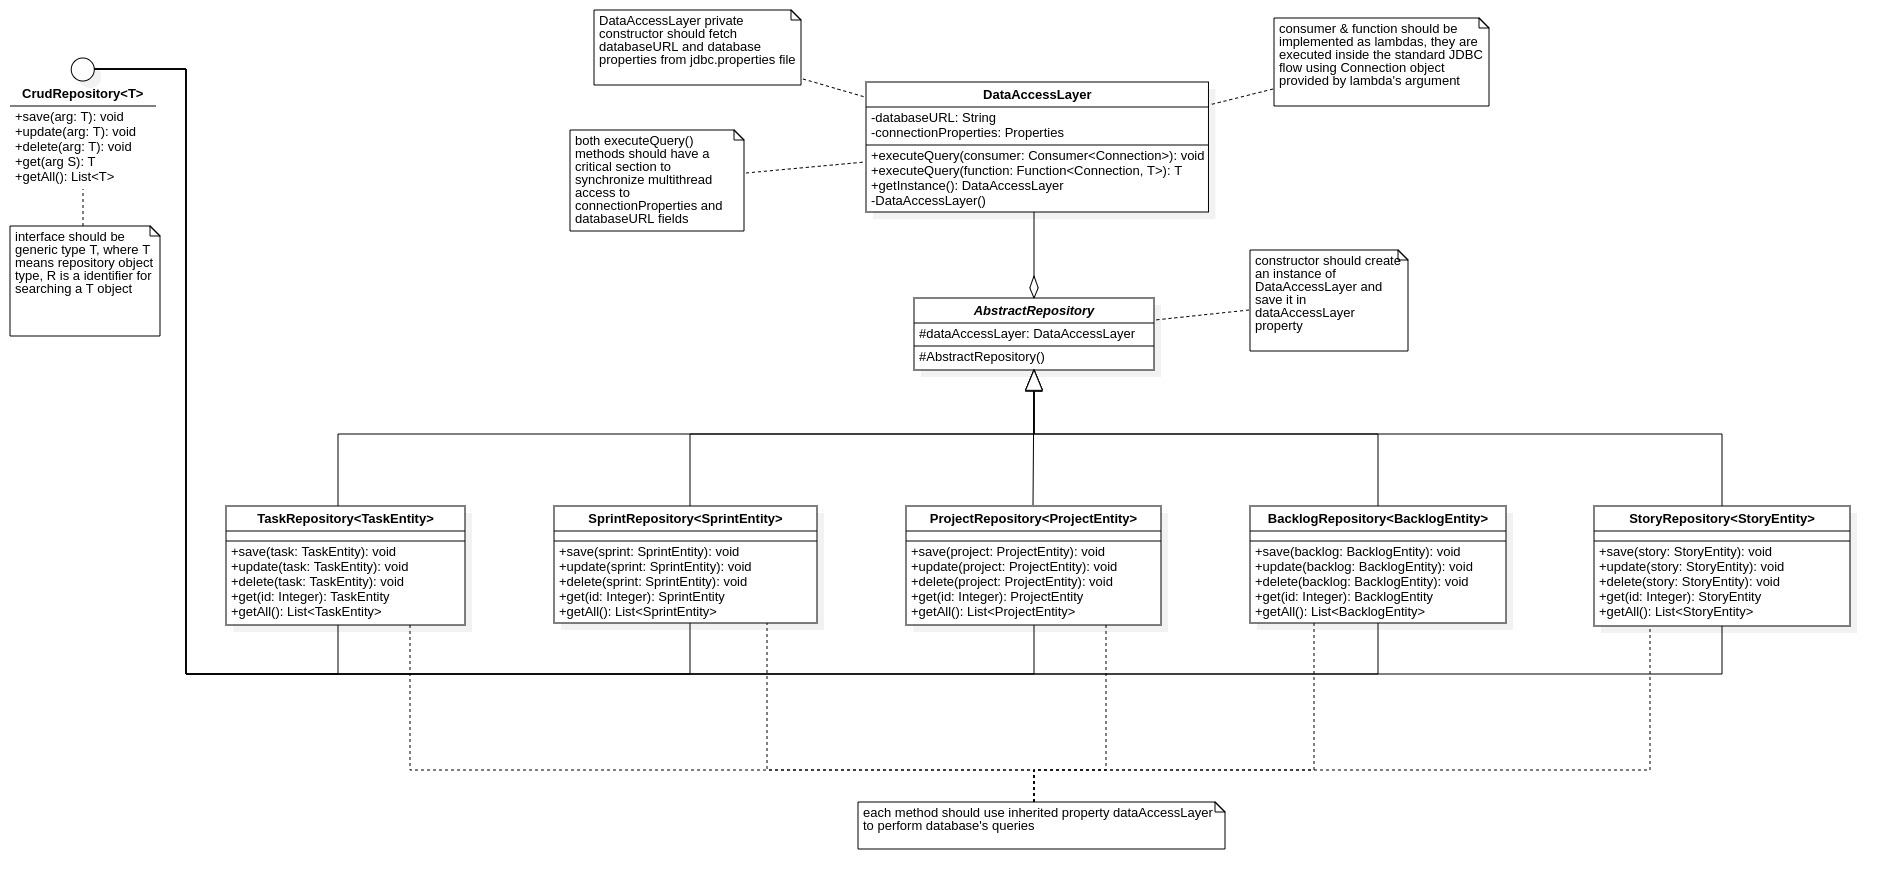 DataAccessLayer private
constructor should fetch
databaseURL and database
properties from jdbc.properties file
consumer & function should be
implemented as lambdas, they are
executed inside the standard JDBC
flow using Connection object
provided by lambda's argument
CrudRepository<T>
+save(arg: T): void
+update(arg: T): void
+delete(arg: T): void
+get(arg S): T
+getAll(): List<T>
DataAccessLayer
-databaseURL: String
-connectionProperties: Properties
+executeQuery(consumer: Consumer<Connection>): void
+executeQuery(function: Function<Connection, T>): T
+getInstance(): DataAccessLayer
-DataAccessLayer()
both executeQuery()
methods should have a
critical section to
synchronize multithread
access to
connectionProperties and
databaseURL fields
interface should be
generic type T, where T
means repository object
type, R is a identifier for
searching a T object
constructor should create
an instance of
DataAccessLayer and
save it in
dataAccessLayer
property
AbstractRepository
#dataAccessLayer: DataAccessLayer
#AbstractRepository()
TaskRepository<TaskEntity>
+save(task: TaskEntity): void
+update(task: TaskEntity): void
+delete(task: TaskEntity): void
+get(id: Integer): TaskEntity
+getAll(): List<TaskEntity>
SprintRepository<SprintEntity>
+save(sprint: SprintEntity): void
+update(sprint: SprintEntity): void
+delete(sprint: SprintEntity): void
+get(id: Integer): SprintEntity
+getAll(): List<SprintEntity>
ProjectRepository<ProjectEntity>
+save(project: ProjectEntity): void
+update(project: ProjectEntity): void
+delete(project: ProjectEntity): void
+get(id: Integer): ProjectEntity
+getAll(): List<ProjectEntity>
BacklogRepository<BacklogEntity>
+save(backlog: BacklogEntity): void
+update(backlog: BacklogEntity): void
+delete(backlog: BacklogEntity): void
+get(id: Integer): BacklogEntity
+getAll(): List<BacklogEntity>
StoryRepository<StoryEntity>
+save(story: StoryEntity): void
+update(story: StoryEntity): void
+delete(story: StoryEntity): void
+get(id: Integer): StoryEntity
+getAll(): List<StoryEntity>
each method should use inherited property dataAccessLayer
to perform database's queries